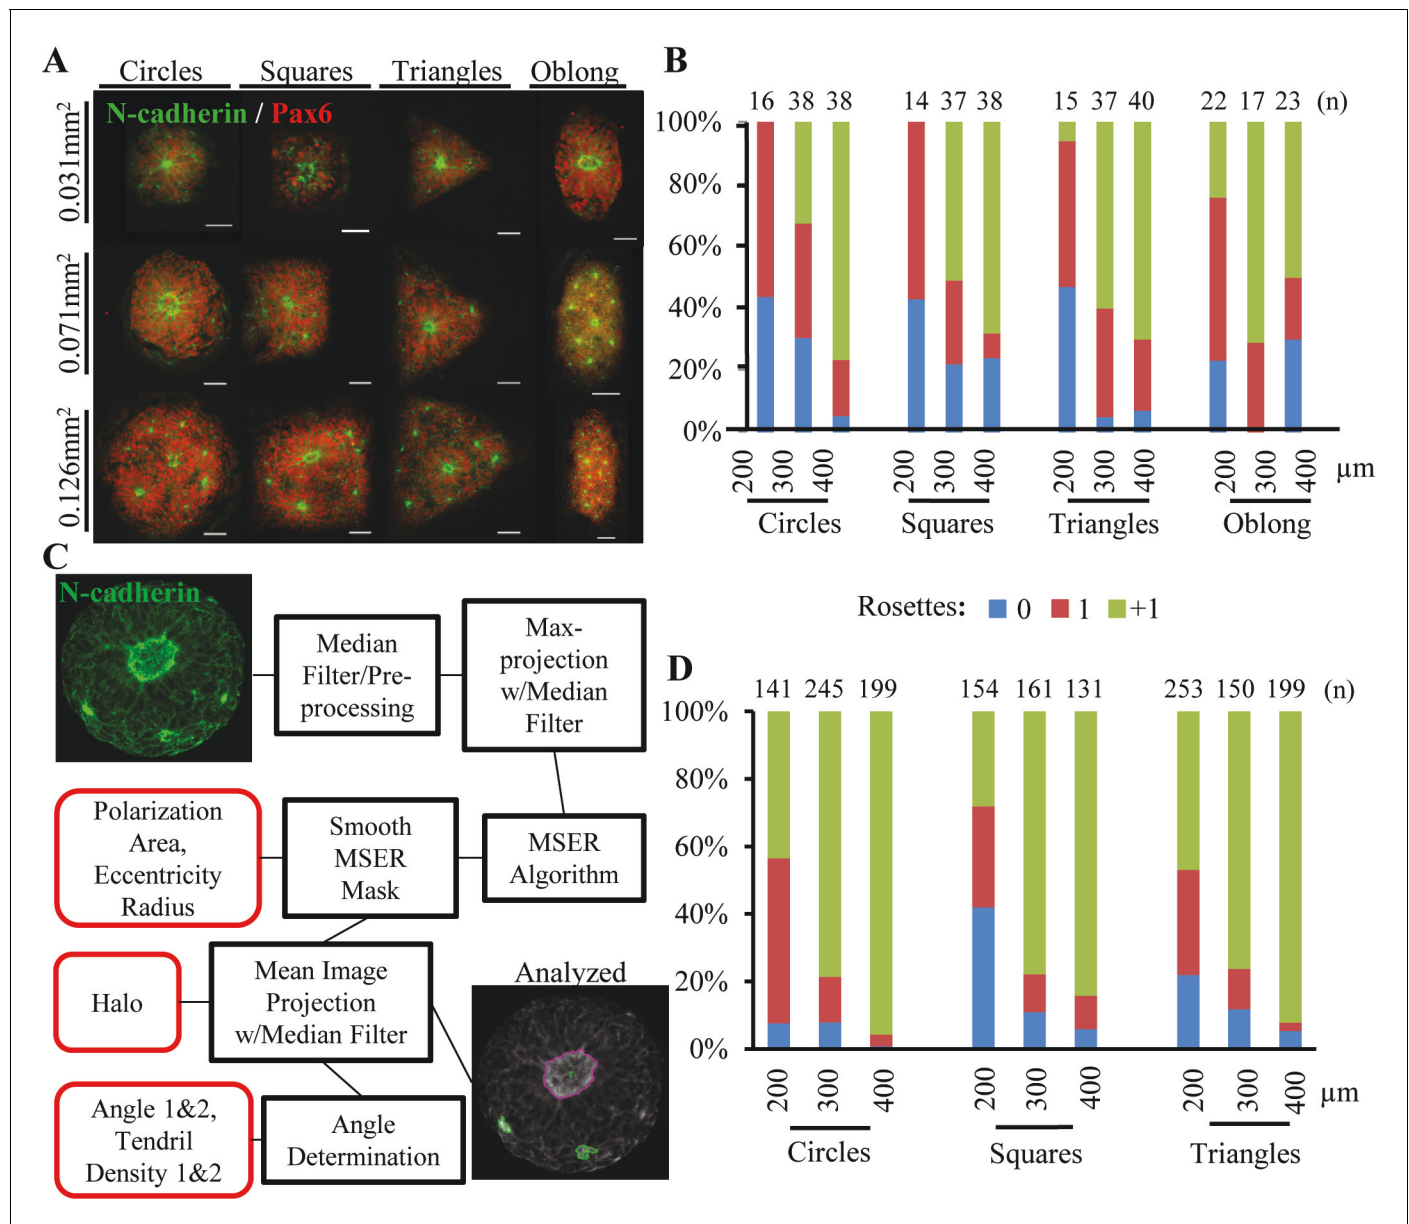 A
Circles Squares Triangles Oblong
N-cadherin / Pax6
0.031mm²
0.071mm²
0.126mm²
B
16 38 38 14 37 38 15 37 40 22 17 23 (n)
100%
80%
60%
40%
20%
0%
200 300 400 200 300 400 200 300 400 200 300 400 µm
Circles Squares Triangles Oblong
Rosettes: 0 1 +1
C
N-cadherin
Median
Filter/Pre-
processing
Max-
projection
w/Median
Filter
Polarization
Area,
Eccentricity
Radius
Smooth
MSER
Mask
MSER
Algorithm
Halo
Mean Image
Projection
w/Median Filter
Analyzed
Angle 1&2,
Tendril
Density 1&2
Angle
Determination
D
141 245 199 154 161 131 253 150 199 (n)
100%
80%
60%
40%
20%
0%
200 300 400 200 300 400 200 300 400 µm
Circles Squares Triangles